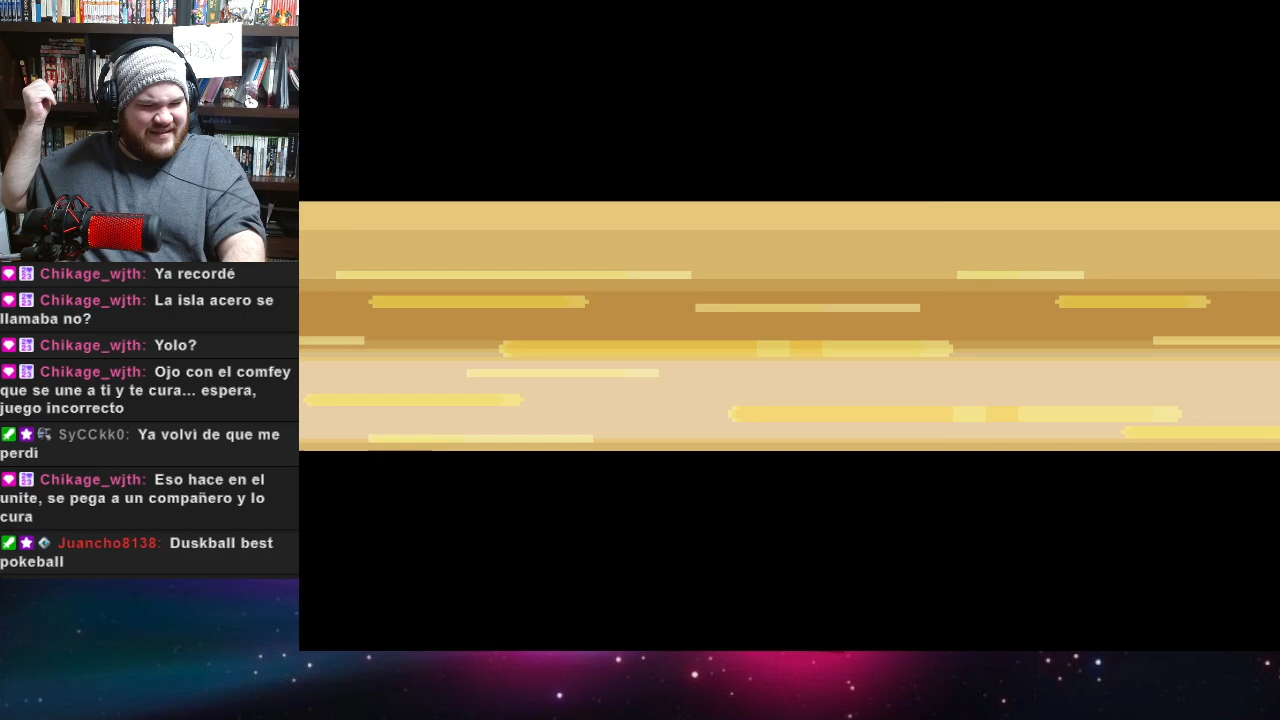 Chikage_wjth: Ya recordé
Chikage_wjth: La isla acero se
llamaba no?
Chikage_wjth: Yolo?
Chikage_wjth: Ojo con el comfey
que se une a ti y te cura... espera,
juego incorrecto
SyCCkk0: Ya volvi de que me
perdi
Chikage_wjth: Eso hace en el
unite, se pega a un compañero y lo
cura
Juancho8138: Duskball best
pokeball